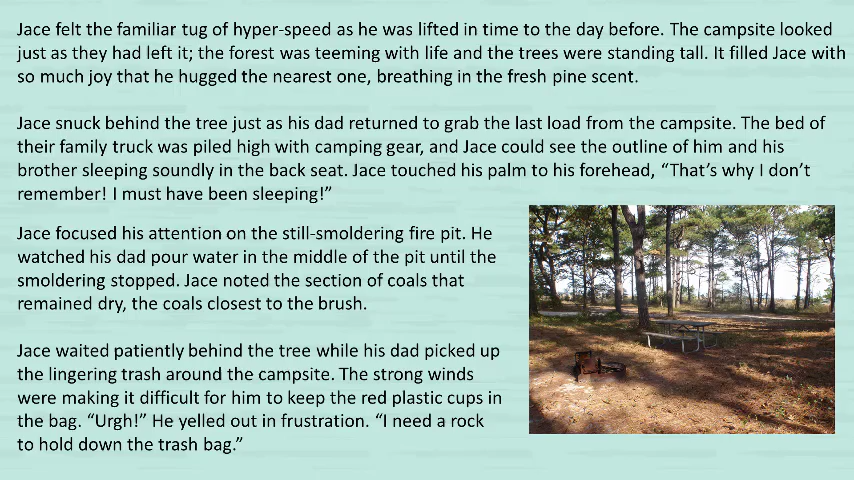 Jace felt the familiar tug of hyper-speed as he was lifted in time to the day before. The campsite looked
just as they had left it; the forest was teeming with life and the trees were standing tall. It filled Jace with
so much joy that he hugged the nearest one, breathing in the fresh pine scent.
Jace snuck behind the tree just as his dad returned to grab the last load from the campsite. The bed of
their family truck was piled high with camping gear, and Jace could see the outline of him and his
brother sleeping soundly in the back seat. Jace touched his palm to his forehead, “That’s why I don’t
remember! I must have been sleeping!”
Jace focused his attention on the still-smoldering fire pit. He
watched his dad pour water in the middle of the pit until the
smoldering stopped. Jace noted the section of coals that
remained dry, the coals closest to the brush.
Jace waited patiently behind the tree while his dad picked up
the lingering trash around the campsite. The strong winds
were making it difficult for him to keep the red plastic cups in
the bag. “Urgh!” He yelled out in frustration. “I need a rock
to hold down the trash bag.”